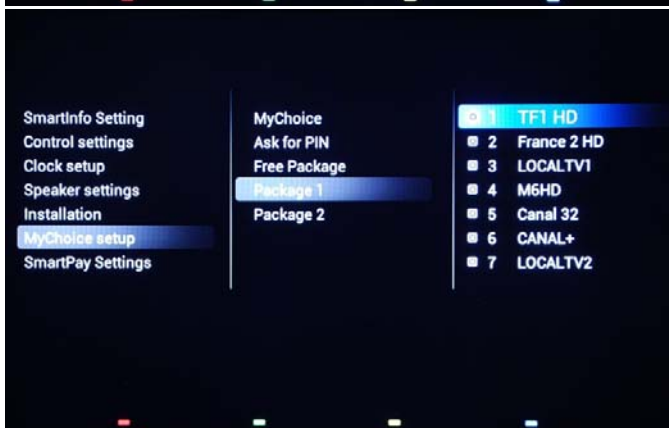 SmartInfo Setting
Control settings
Clock setup
Speaker settings
Installation
MyChoice setup
SmartPay Settings
MyChoice
Ask for PIN
Free Package
Package 1
Package 2
1 TF1 HD
2 France 2 HD
3 LOCALTV1
4 M6HD
5 Canal 32
6 CANAL+
7 LOCALTV2